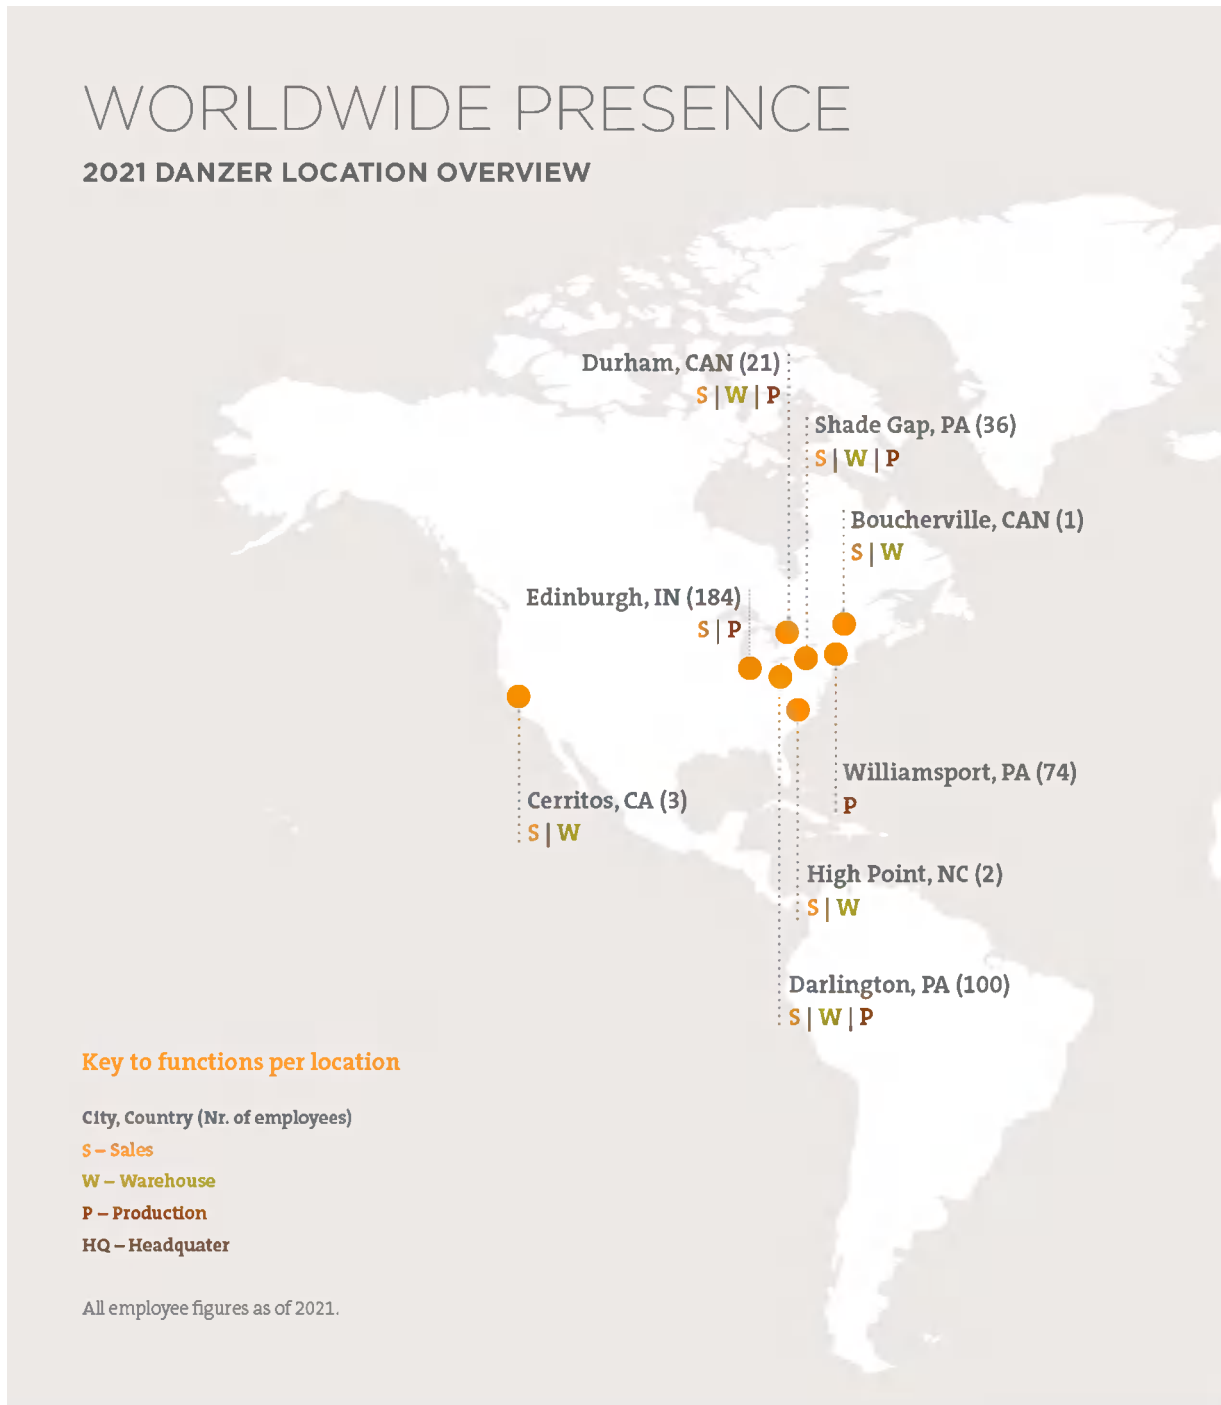 WORLDWIDE PRESENCE
2021 DANZER LOCATION OVERVIEW
Durham, CAN (21)
S | W | P
Shade Gap, PA (36)
S | W | P
Boucherville, CAN (1)
S | W
Edinburgh, IN (184)
S | P
Williamsport, PA (74)
P
Cerritos, CA (3)
S | W
High Point, NC (2)
S | W
Darlington, PA (100)
S | W | P
Key to functions per location
City, Country (Nr. of employees)
S – Sales
W – Warehouse
P – Production
HQ – Headquater
All employee figures as of 2021.